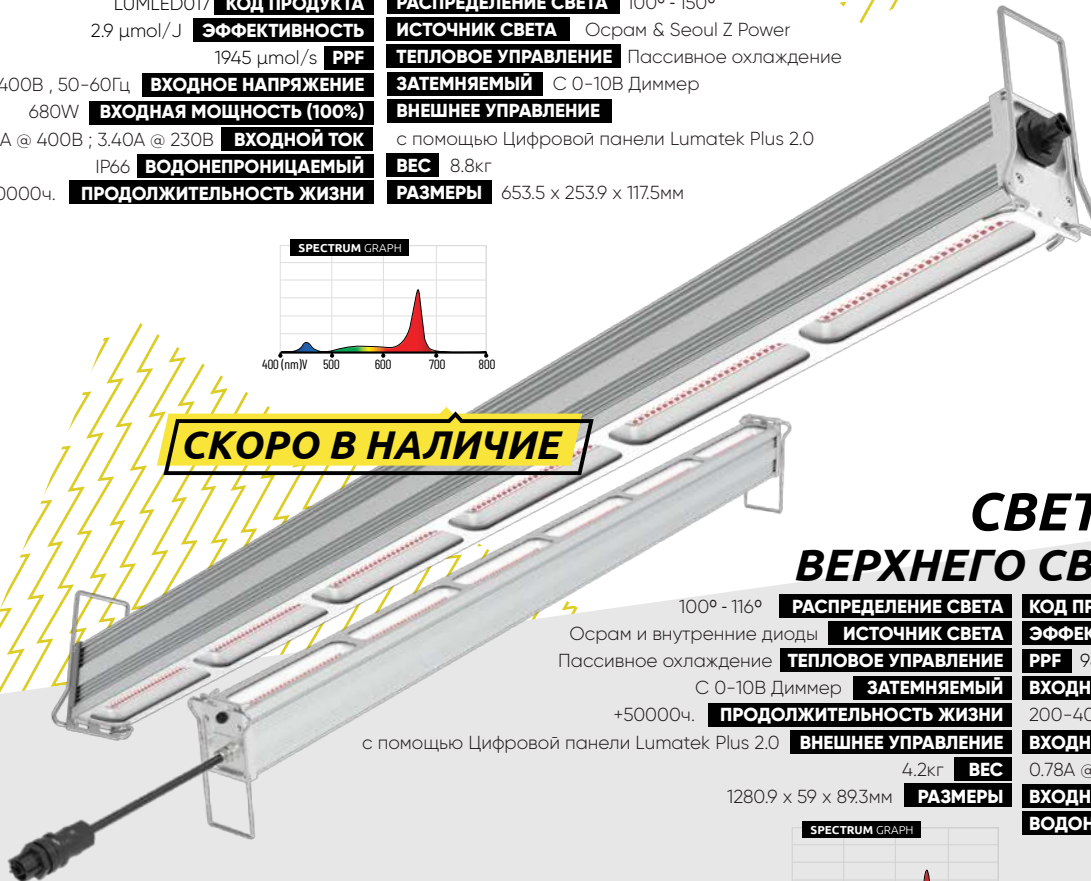 LUMLED017 КОД ПРОДУКТА
2.9 μmol/J ЭФФЕКТИВНОСТЬ
1945 μmol/s PPF
400В , 50-60Гц ВХОДНОЕ НАПРЯЖЕНИЕ
680W ВХОДНАЯ МОЩНОСТЬ (100%)
A @ 400В ; 3.40A @ 230В ВХОДНОЙ ТОК
IP66 ВОДОНЕПРОНИЦАЕМЫЙ
0000ч. ПРОДОЛЖИТЕЛЬНОСТЬ ЖИЗНИ
РАСПРЕДЕЛЕНИЕ СВЕТА 100º - 150º
ИСТОЧНИК СВЕТА Осрам & Seoul Z Power
ТЕПЛОВОЕ УПРАВЛЕНИЕ Пассивное охлаждение
ЗАТЕМНЯЕМЫЙ С 0-10В Диммер
ВНЕШНЕЕ УПРАВЛЕНИЕ
с помощью Цифровой панели Lumatek Plus 2.0
ВЕС 8.8кг
РАЗМЕРЫ 653.5 x 253.9 x 117.5мм
SPECTRUM GRAPH
400 (nm)V 500 600 700 800
СКОРО В НАЛИЧИЕ
СВЕТ
ВЕРХНЕГО СВ
100º - 116º РАСПРЕДЕЛЕНИЕ СВЕТА
Осрам и внутренние диоды ИСТОЧНИК СВЕТА
Пассивное охлаждение ТЕПЛОВОЕ УПРАВЛЕНИЕ
С 0-10В Диммер ЗАТЕМНЯЕМЫЙ
+50000ч. ПРОДОЛЖИТЕЛЬНОСТЬ ЖИЗНИ
с помощью Цифровой панели Lumatek Plus 2.0 ВНЕШНЕЕ УПРАВЛЕНИЕ
4.2кг ВЕС
1280.9 x 59 x 89.3мм РАЗМЕРЫ
КОД ПР
ЭФФЕК
PPF 9
ВХОДН
200-40
ВХОДН
0.78A @
ВХОДН
ВОДОН
SPECTRUM GRAPH